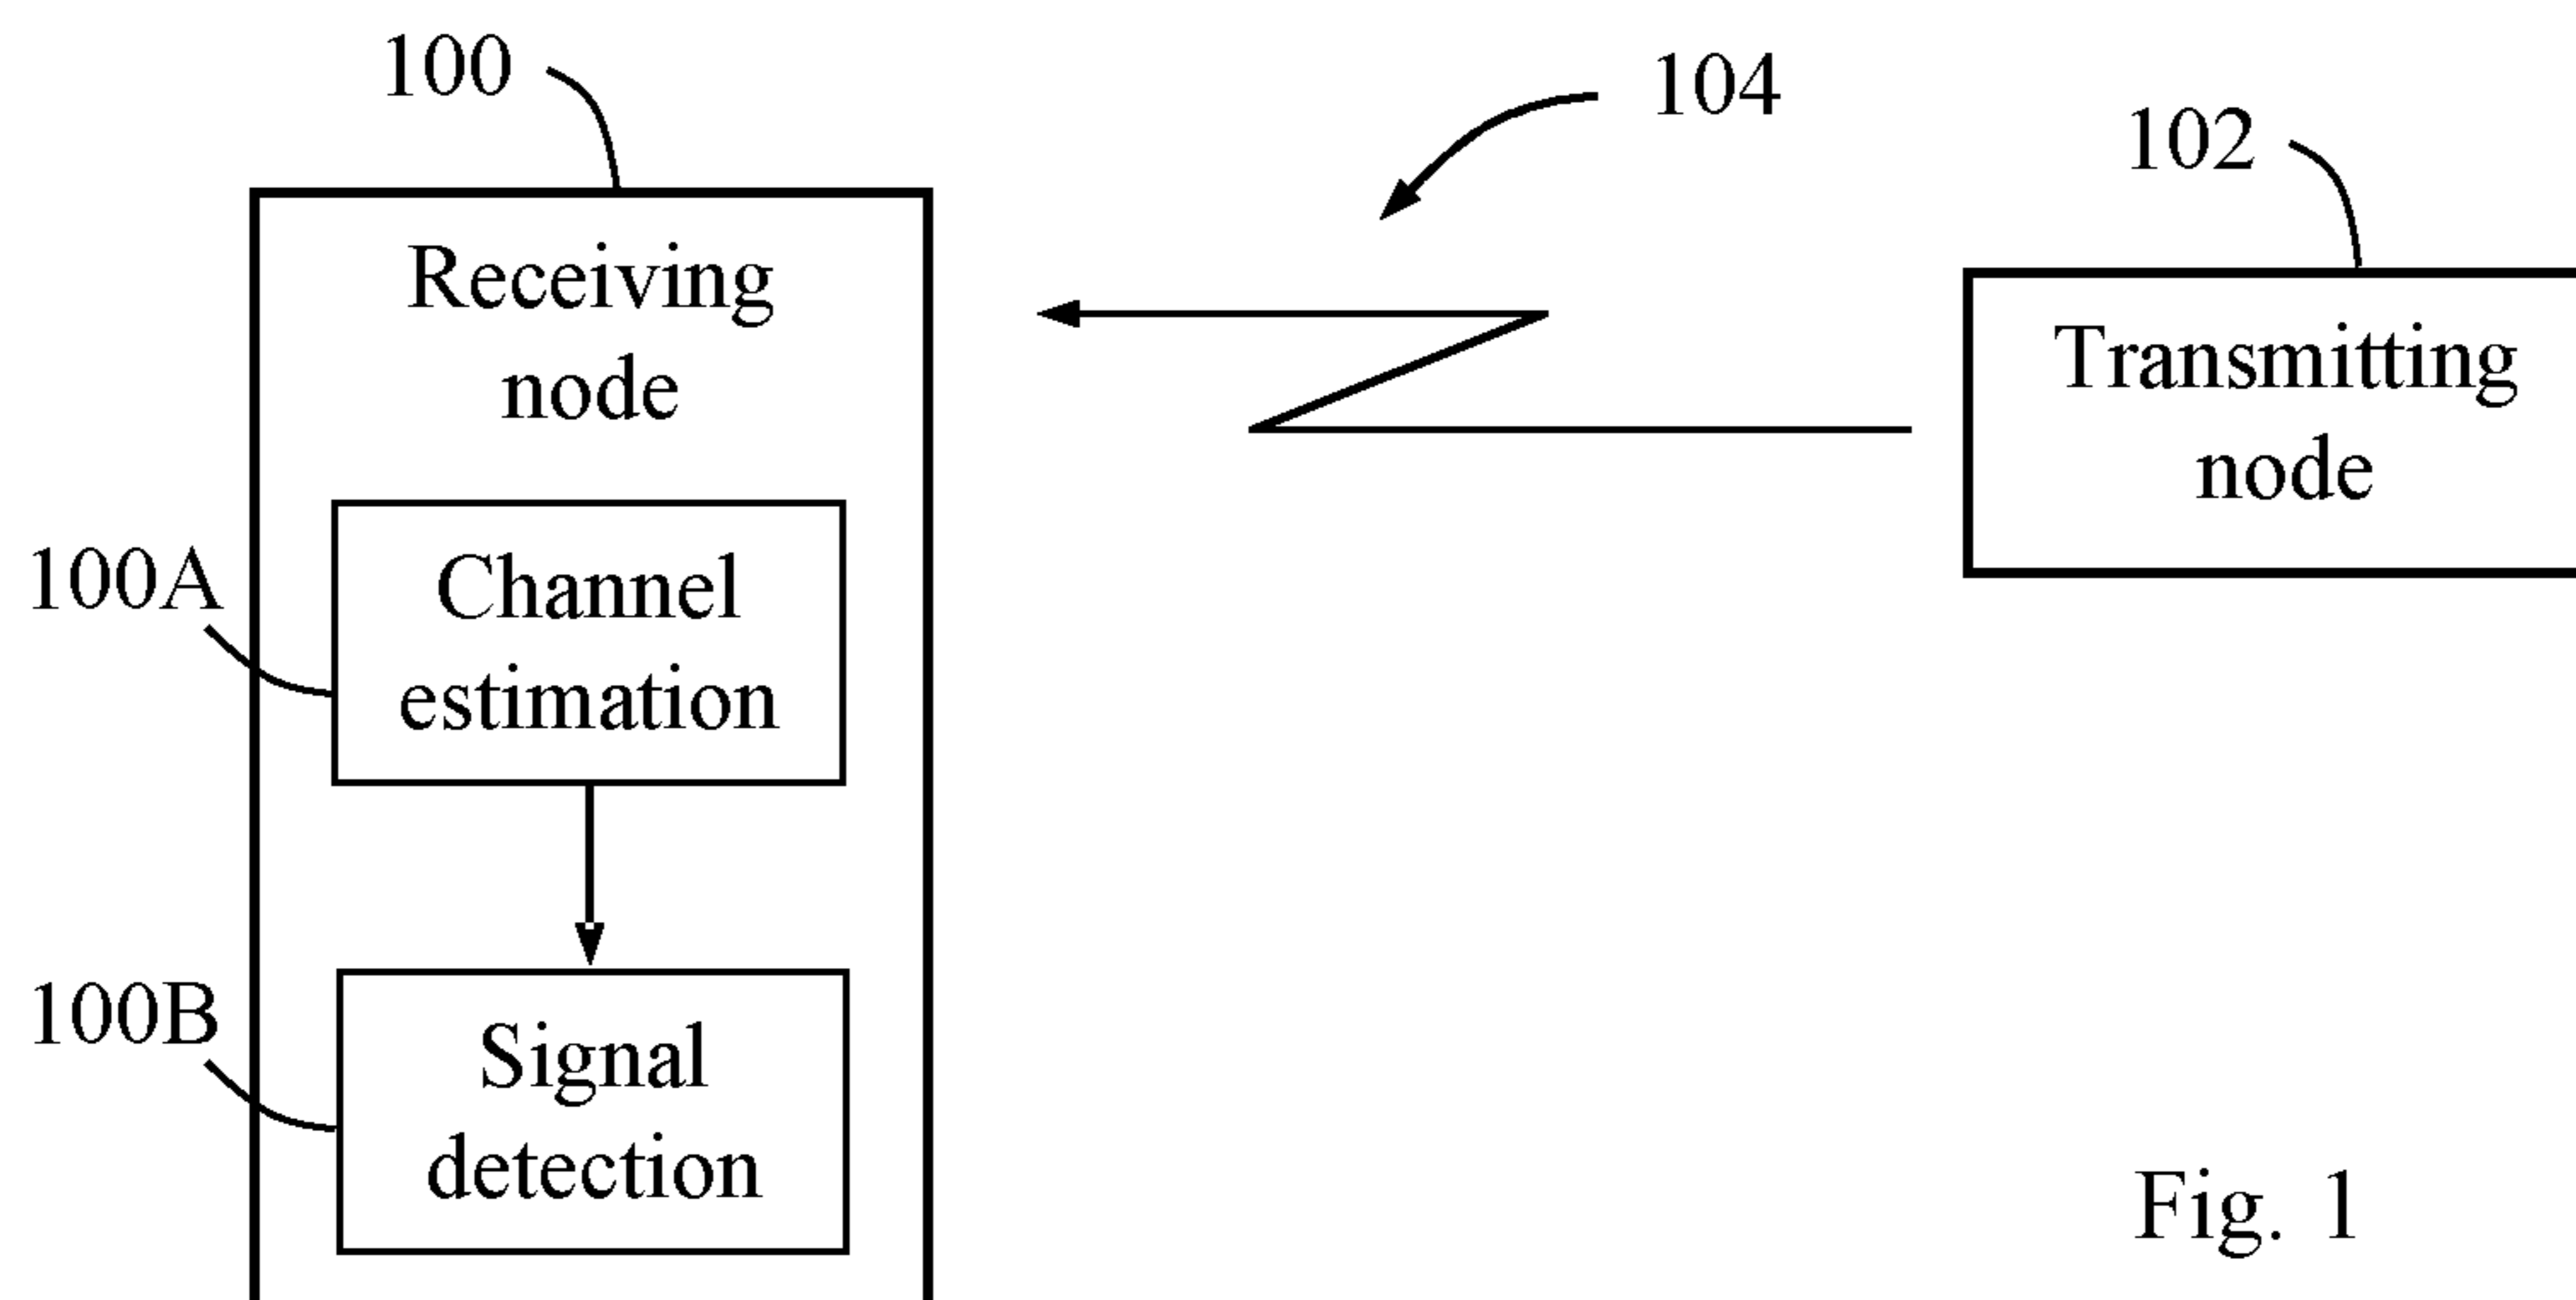 100
104
102
Receiving
node
Transmitting
node
100A
Channel
estimation
100B
Signal
detection
Fig. 1